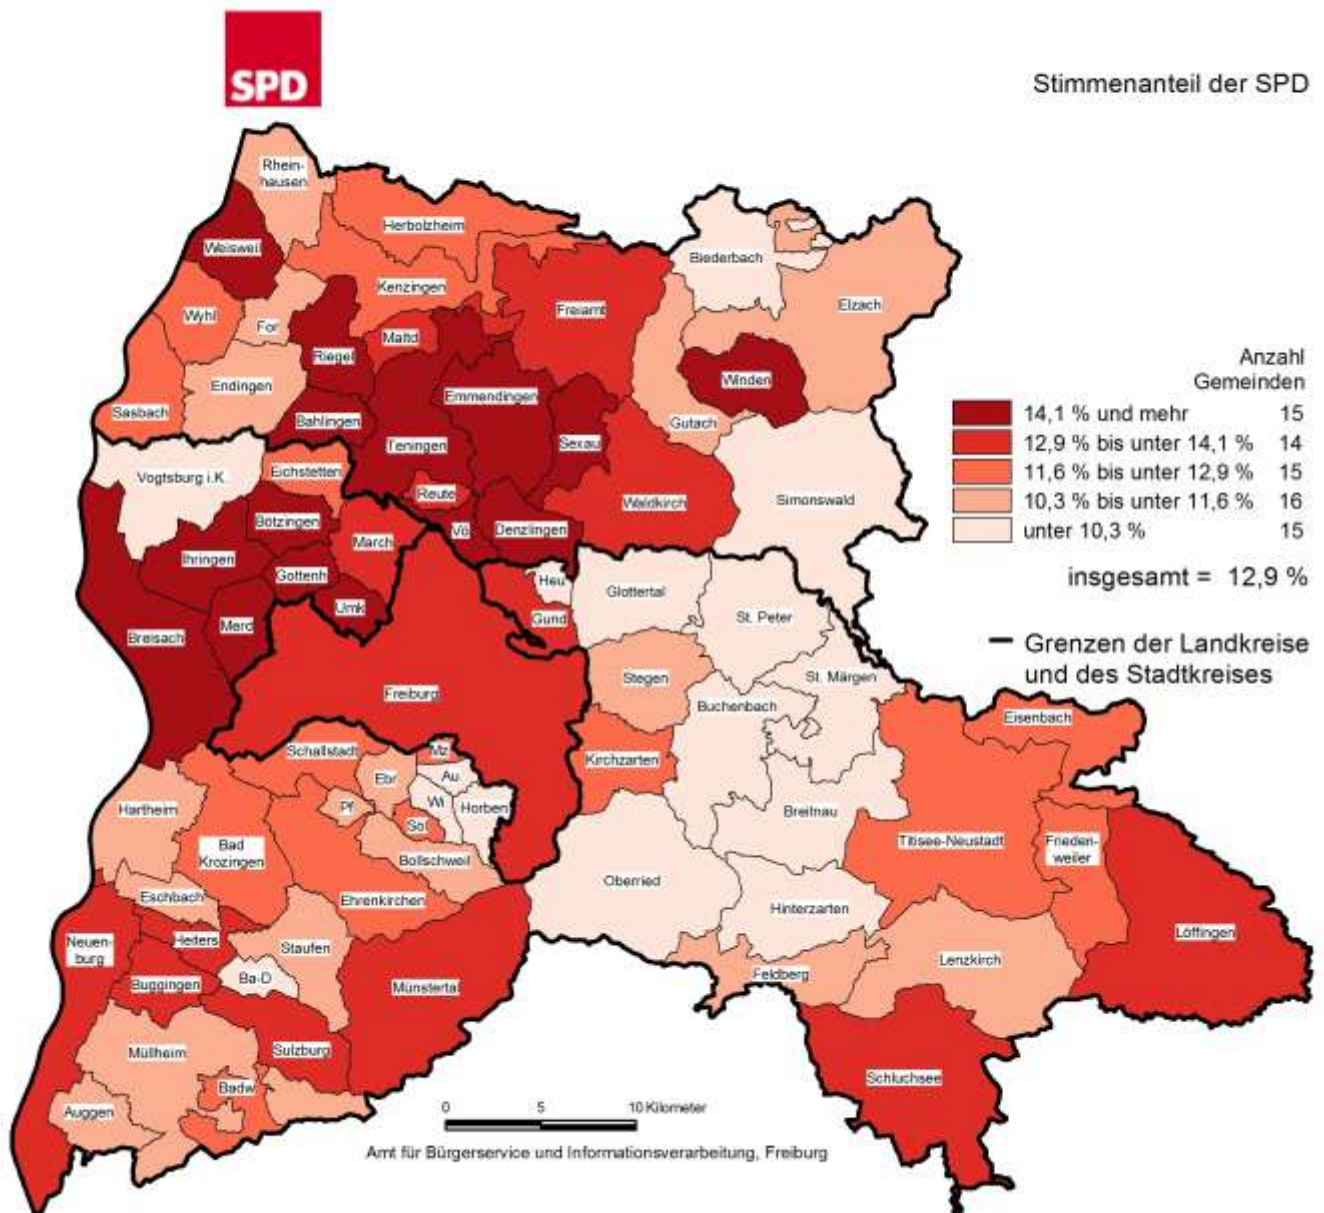 SPD
Stimmenanteil der SPD
Rhein-
hausen
Weisweil
Herbolzheim
Biederbach
Kenzingen
Elzach
Wyhl
For
Freiamt
Maltd
Riegel
Endingen
Winden
Emmendingen
Sasbach
Bahlingen
Gutach
Teningen
Sexau
Vogtsburg i.K.
Eichstetten
Reute
Waldkirch
Simonswald
Bötzingen
Vö
Denzlingen
March
Ihringen
Gottenh
Heu
Glottertal
Umk
Gund
St. Peter
Merd
Breisach
Stegen
St. Märgen
Freiburg
Buchenbach
Eisenbach
Schallstadt
Mz
Kirchzarten
Ebr
Au
Hartheim
Pf
Wi
Horben
Breitnau
Sol
Bad
Krozingen
Bollschweil
Titisee-Neustadt
Frieden-
weiler
Oberried
Eschbach
Ehrenkirchen
Hinterzarten
Neuen-
burg
Heiters
Staufen
Löffingen
Lenzkirch
Feldberg
Ba-D
Buggingen
Münstertal
Müllheim
Sulzburg
Schluchsee
Badw
Auggen
Anzahl
Gemeinden
14,1 % und mehr 15
12,9 % bis unter 14,1 % 14
11,6 % bis unter 12,9 % 15
10,3 % bis unter 11,6 % 16
unter 10,3 % 15
insgesamt = 12,9 %
Grenzen der Landkreise
und des Stadtkreises
0 5 10 Kilometer
Amt für Bürgerservice und Informationsverarbeitung, Freiburg